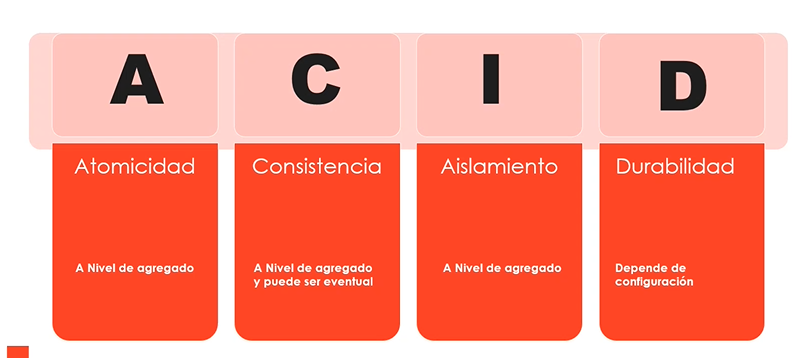 A
C
I
D
Atomicidad
Consistencia
Aislamiento
Durabilidad
A Nivel de agregado
A Nivel de agregado
y puede ser eventual
A Nivel de agregado
Depende de
configuración